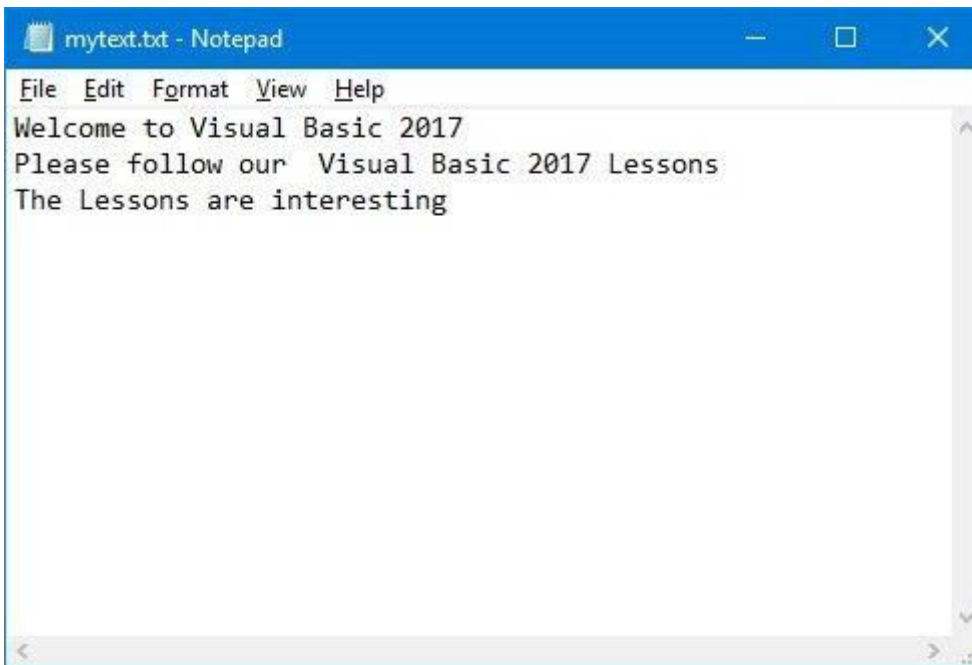 mytext.txt - Notepad
File Edit Format View Help
Welcome to Visual Basic 2017
Please follow our  Visual Basic 2017 Lessons
The Lessons are interesting